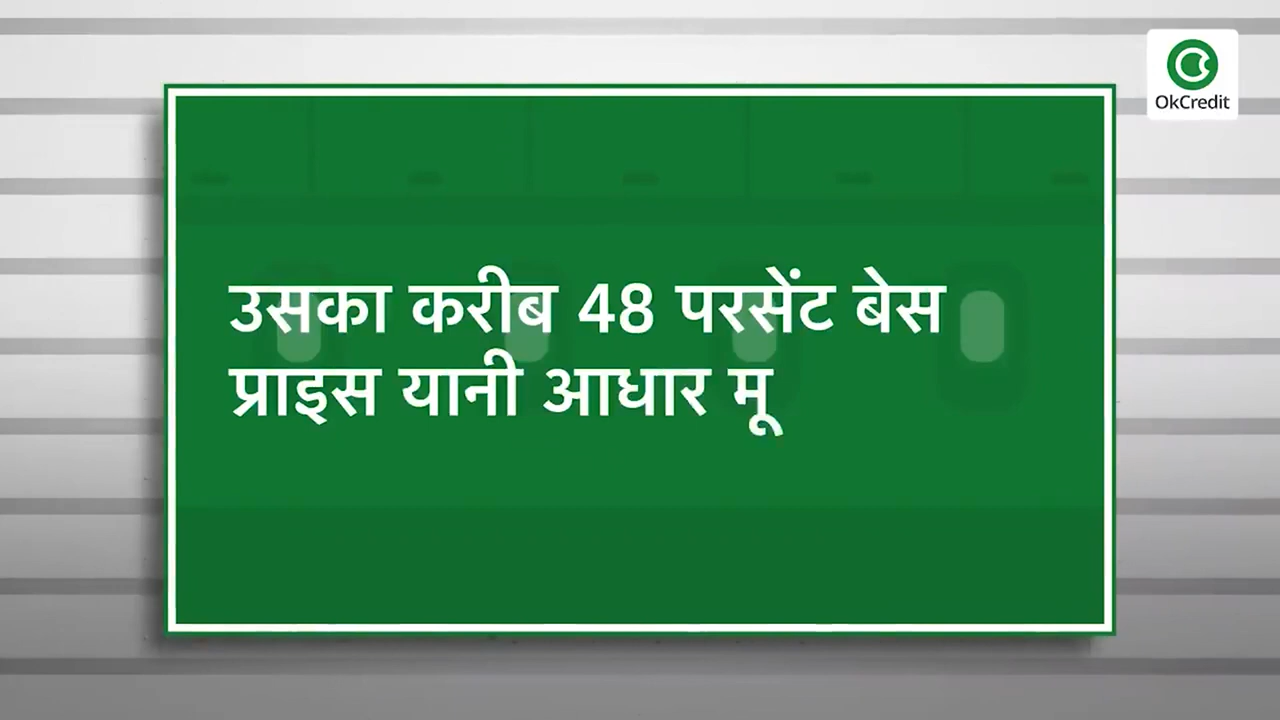 OkCredit
उसका करीब 48 परसेंट बेस
प्राइस यानी आधार मू